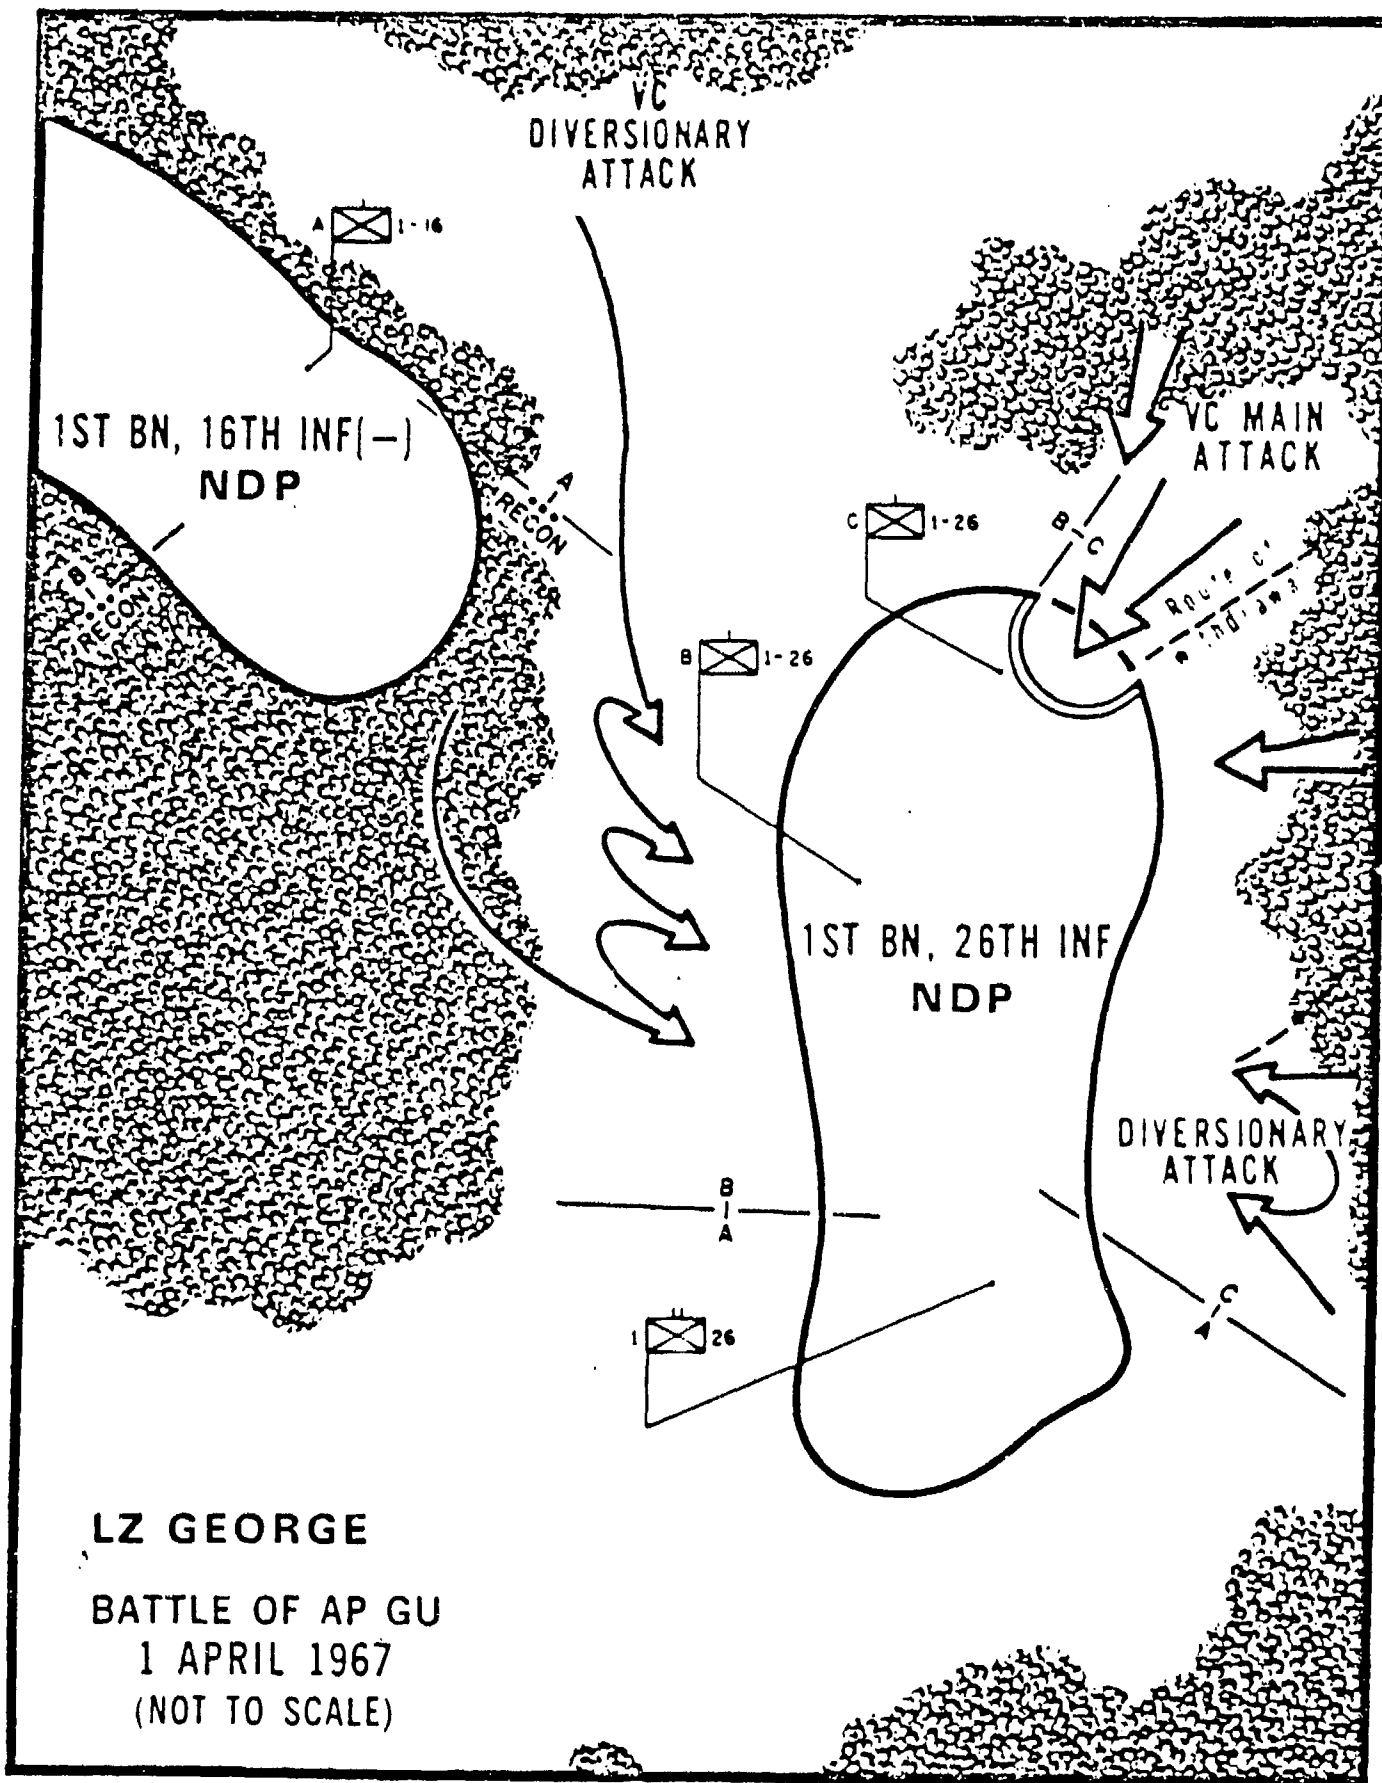 VC
DIVERSIONARY
ATTACK
A 1-16
1ST BN, 16TH INF(-)
NDP
A
RECON
B
RECON
VC MAIN
ATTACK
C 1-26
B
C
Route of
B 1-26
1ST BN, 26TH INF
NDP
DIVERSIONARY
ATTACK
B
A
C
A
1 26
LZ GEORGE
BATTLE OF AP GU
1 APRIL 1967
(NOT TO SCALE)